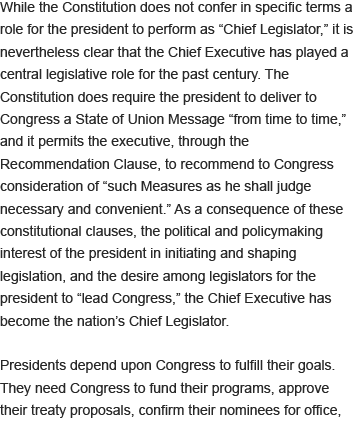 While the Constitution does not confer in specific terms a
role for the president to perform as “Chief Legislator,” it is
nevertheless clear that the Chief Executive has played a
central legislative role for the past century. The
Constitution does require the president to deliver to
Congress a State of Union Message “from time to time,”
and it permits the executive, through the
Recommendation Clause, to recommend to Congress
consideration of “such Measures as he shall judge
necessary and convenient.” As a consequence of these
constitutional clauses, the political and policymaking
interest of the president in initiating and shaping
legislation, and the desire among legislators for the
president to “lead Congress,” the Chief Executive has
become the nation’s Chief Legislator.

Presidents depend upon Congress to fulfill their goals.
They need Congress to fund their programs, approve
their treaty proposals, confirm their nominees for office,